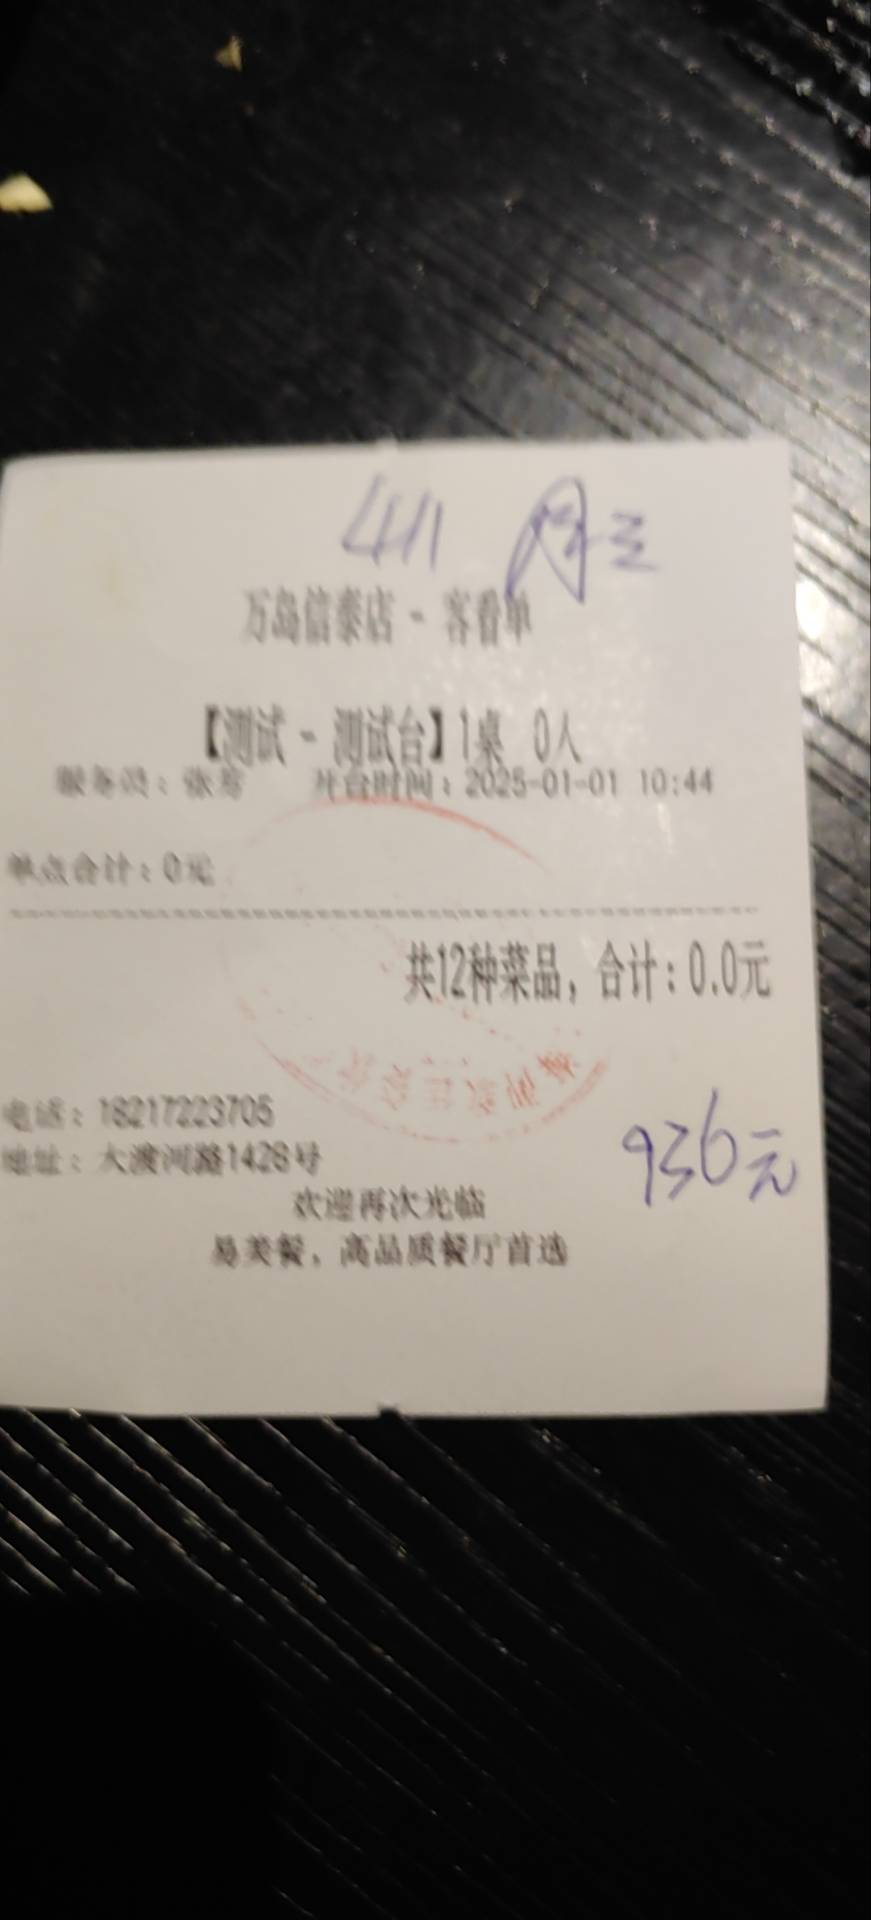 411
万岛信泰店 - 客看单
【测试 - 测试台】1桌 0人
服务员：张芳 开台时间：2025-01-01 10:44
单点合计：0元
共12种菜品，合计：0.0元
电话：18217223705
地址：大渡河路1428号
936元
欢迎再次光临
易美餐，高品质餐厅首选